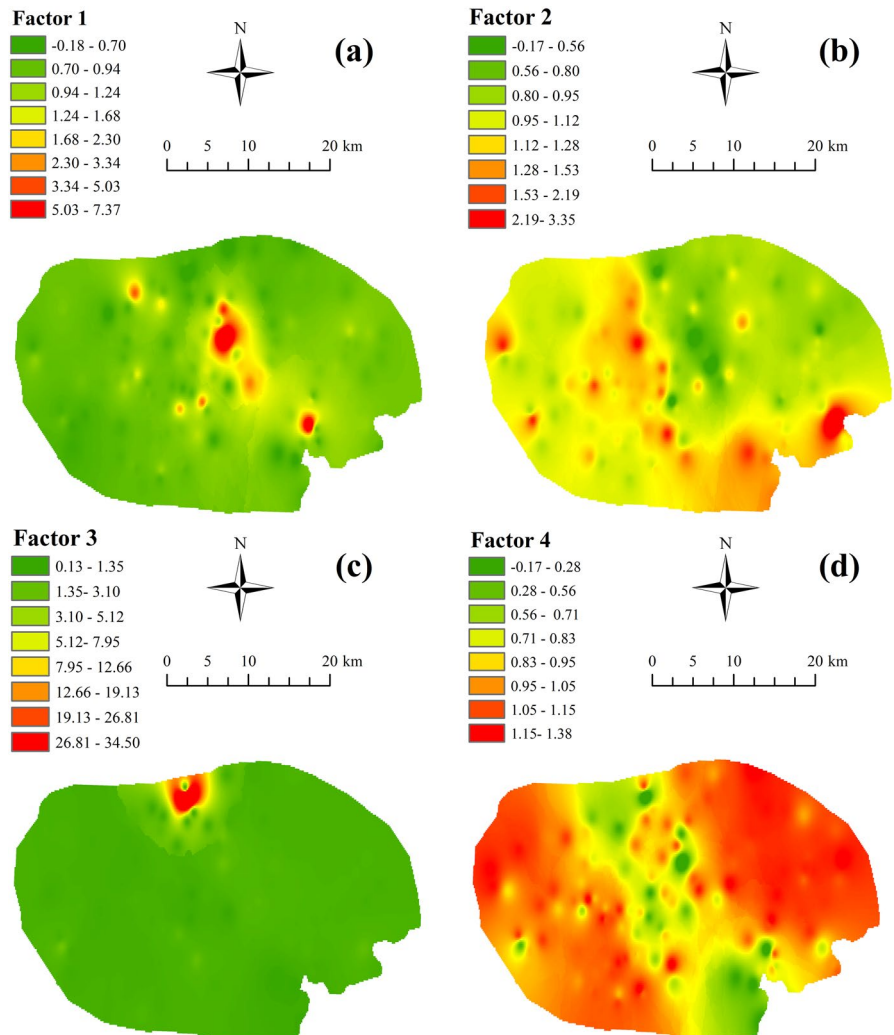 Factor 1
-0.18 - 0.70
0.70 - 0.94
0.94 - 1.24
1.24 - 1.68
1.68 - 2.30
2.30 - 3.34
3.34 - 5.03
5.03 - 7.37
N
(a)
0 5 10 20 km
Factor 2
-0.17 - 0.56
0.56 - 0.80
0.80 - 0.95
0.95 - 1.12
1.12 - 1.28
1.28 - 1.53
1.53 - 2.19
2.19- 3.35
N
(b)
0 5 10 20 km
Factor 3
0.13 - 1.35
1.35- 3.10
3.10 - 5.12
5.12- 7.95
7.95 - 12.66
12.66 - 19.13
19.13 - 26.81
26.81 - 34.50
N
(c)
0 5 10 20 km
Factor 4
-0.17 - 0.28
0.28 - 0.56
0.56 - 0.71
0.71 - 0.83
0.83 - 0.95
0.95 - 1.05
1.05 - 1.15
1.15- 1.38
N
(d)
0 5 10 20 km